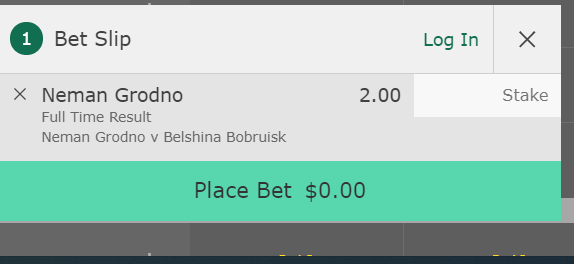 1 Bet Slip Log In
Neman Grodno 2.00 Stake
Full Time Result
Neman Grodno v Belshina Bobruisk
Place Bet $0.00